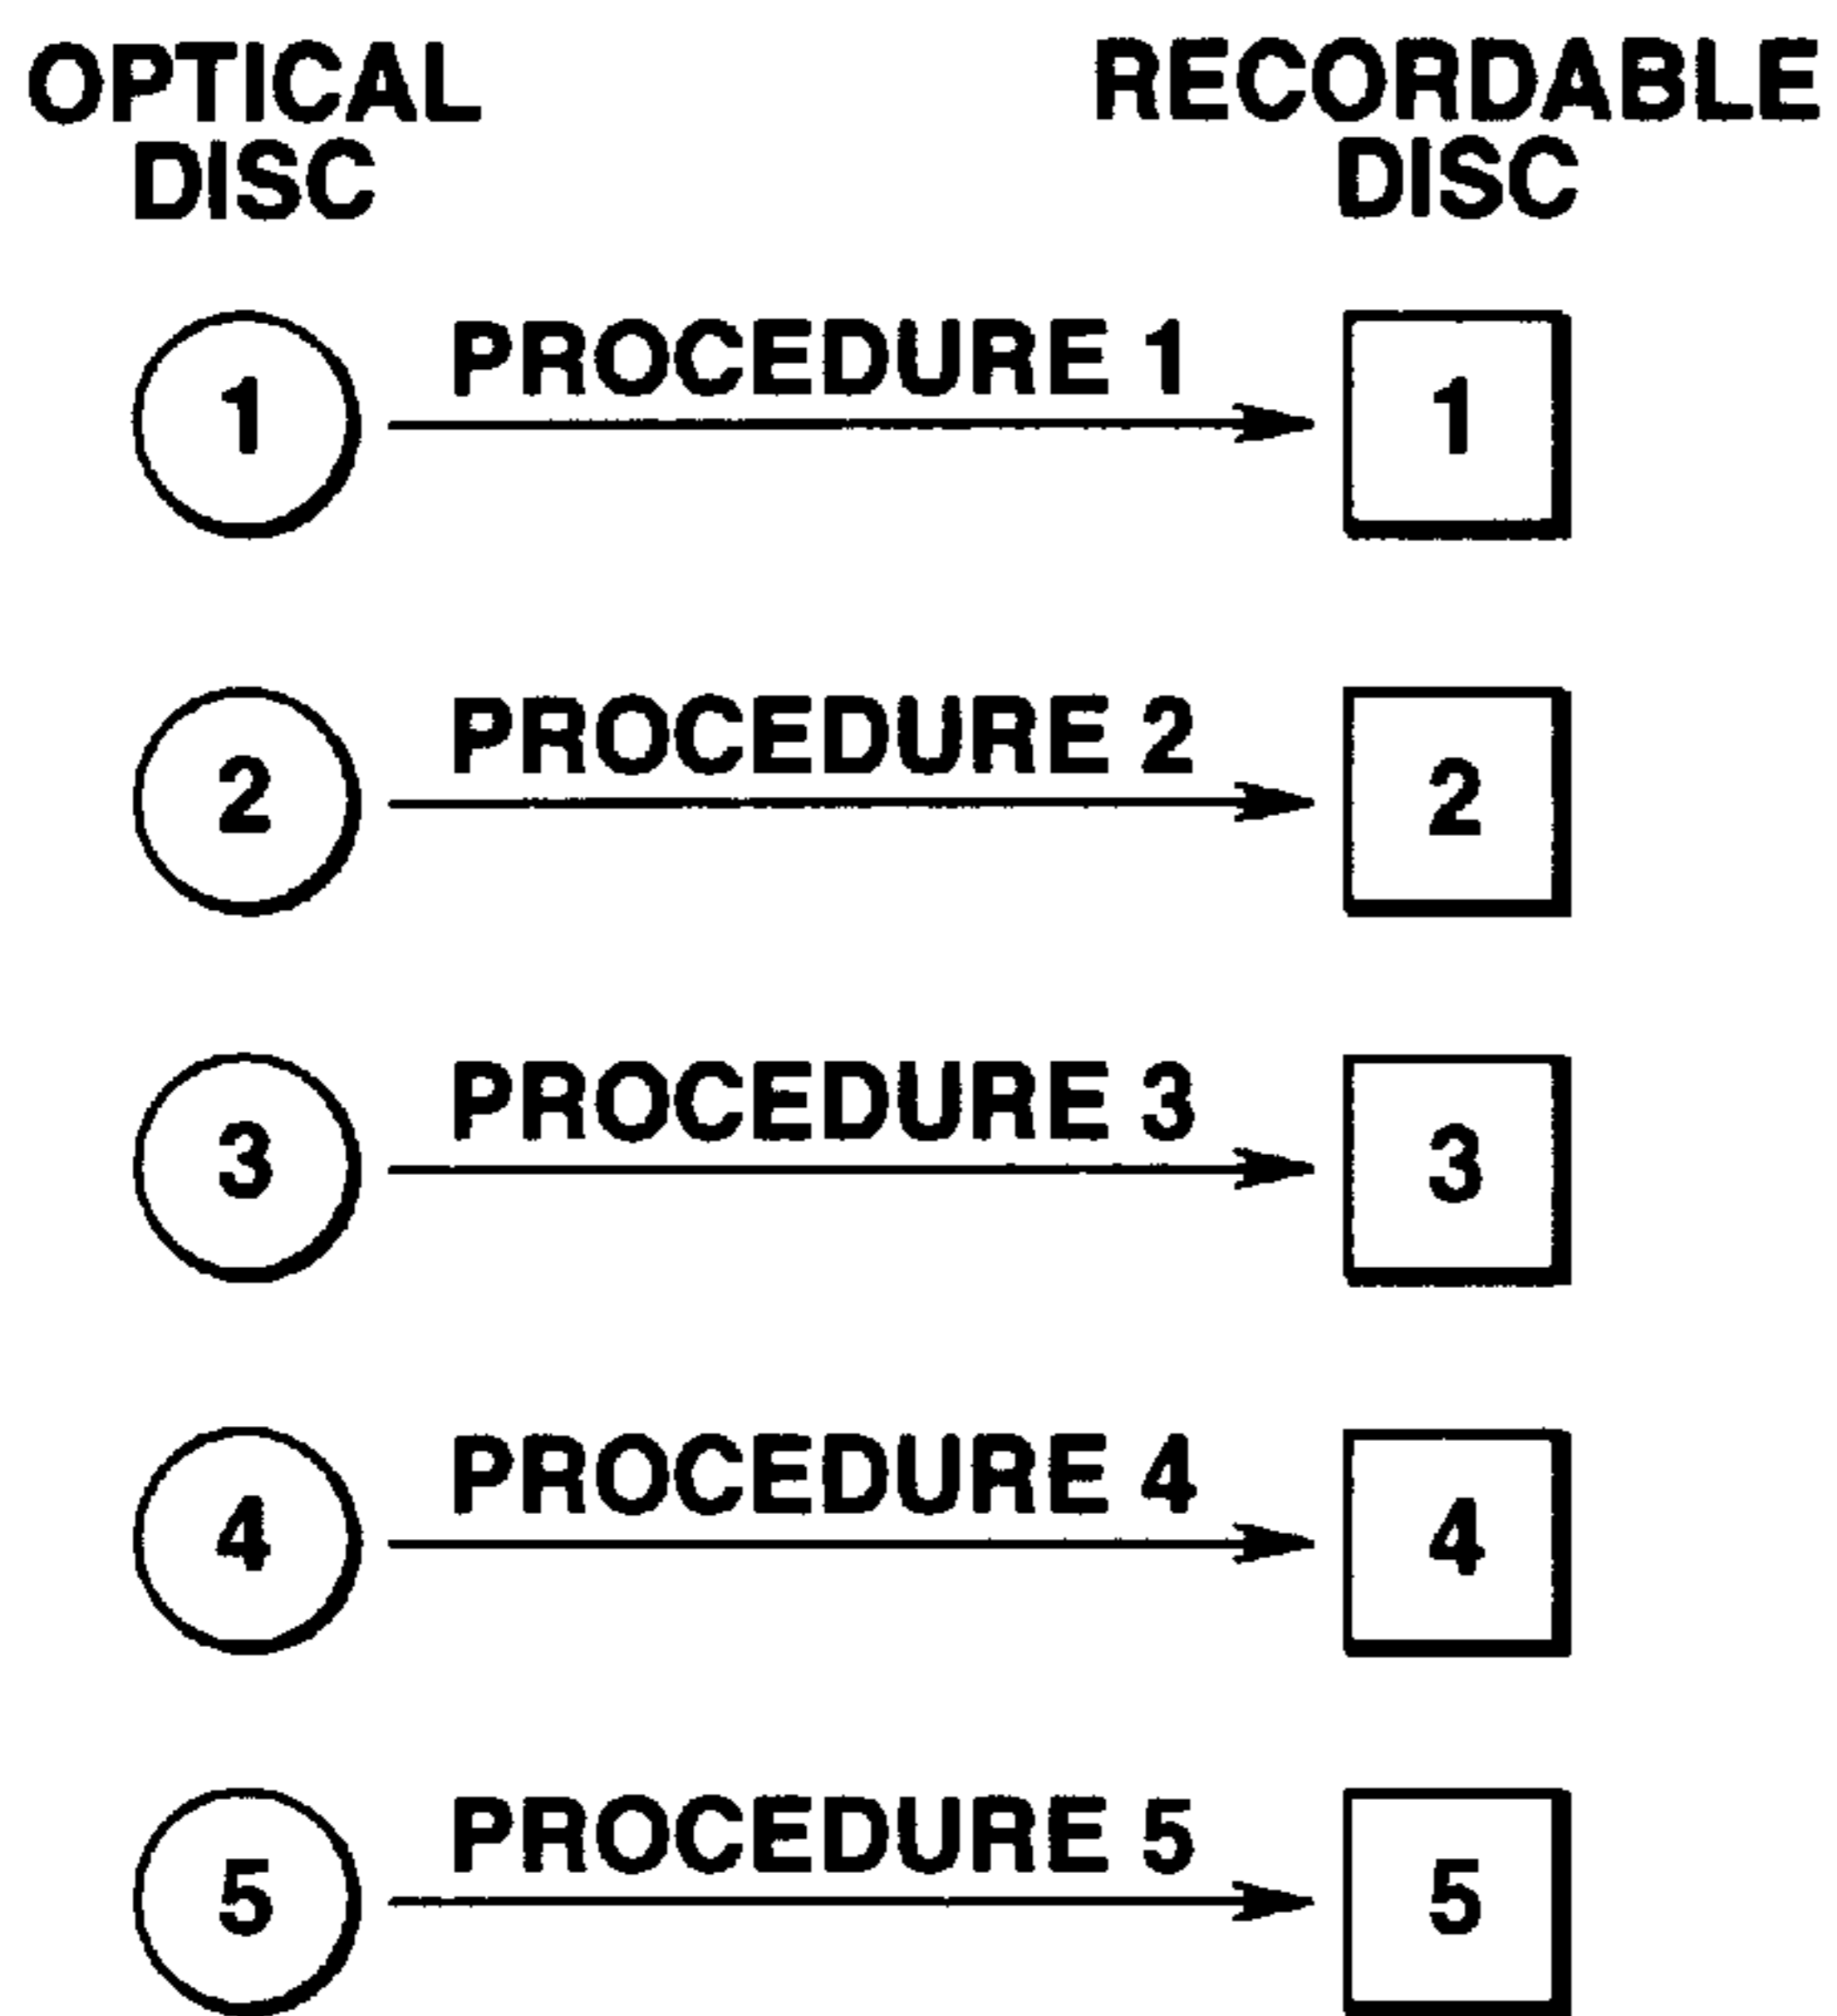 OPTICAL
DISC
RECORDABLE
DISC
1
PROCEDURE 1
1
2
PROCEDURE 2
2
3
PROCEDURE 3
3
4
PROCEDURE 4
4
5
PROCEDURE 5
5